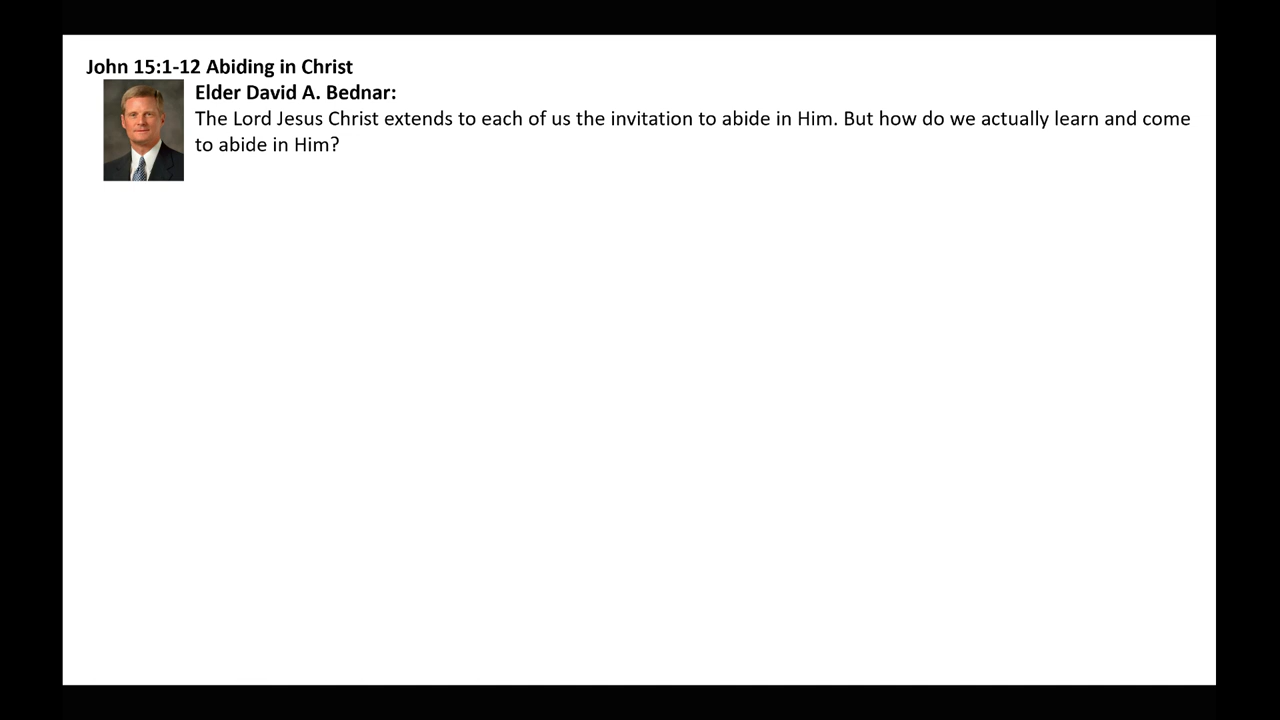 John 15:1-12 Abiding in Christ
Elder David A. Bednar:
The Lord Jesus Christ extends to each of us the invitation to abide in Him. But how do we actually learn and come
to abide in Him?